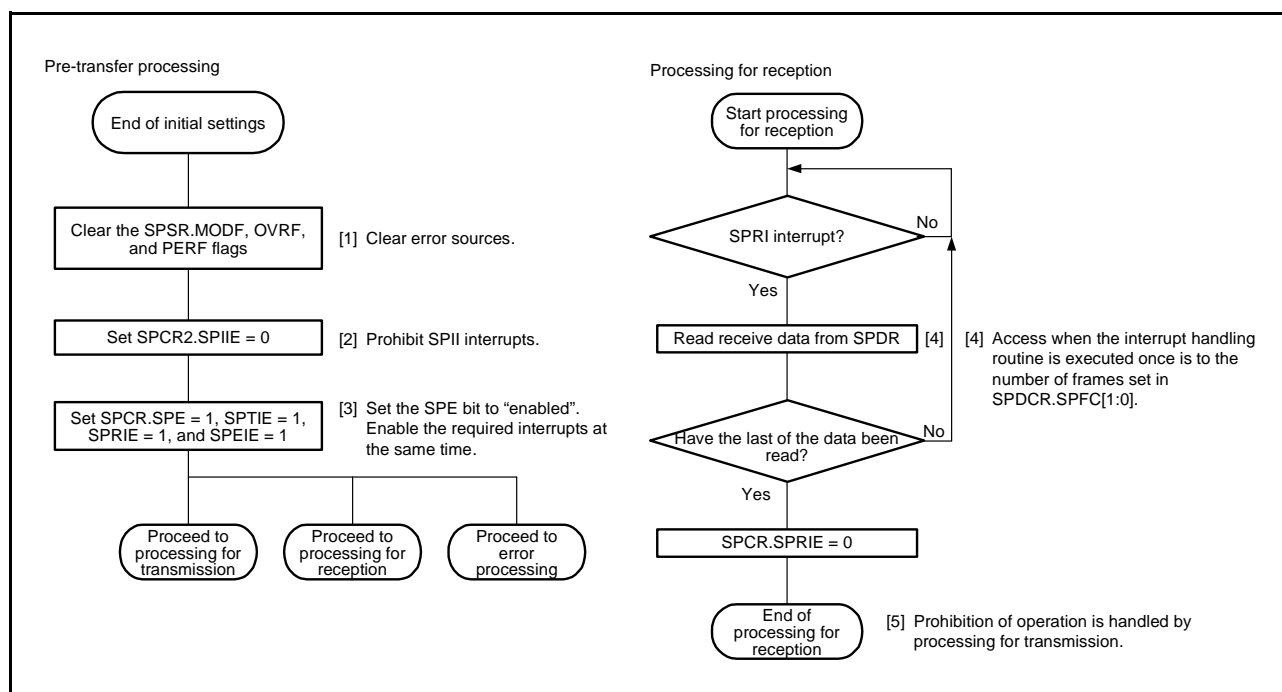 Pre-transfer processing
End of initial settings
Clear the SPSR.MODF, OVRF,
and PERF flags
[1] Clear error sources.
Set SPCR2.SPIIE = 0
[2] Prohibit SPII interrupts.
Set SPCR.SPE = 1, SPTIE = 1,
SPRIE = 1, and SPEIE = 1
[3] Set the SPE bit to “enabled”.
Enable the required interrupts at
the same time.
Proceed to
processing for
transmission
Proceed to
processing for
reception
Proceed to
error
processing
Processing for reception
Start processing
for reception
SPRI interrupt?
No
Yes
Read receive data from SPDR
[4]
[4] Access when the interrupt handling
routine is executed once is to the
number of frames set in
SPDCR.SPFC[1:0].
Have the last of the data been
read?
No
Yes
SPCR.SPRIE = 0
End of
processing for
reception
[5] Prohibition of operation is handled by
processing for transmission.